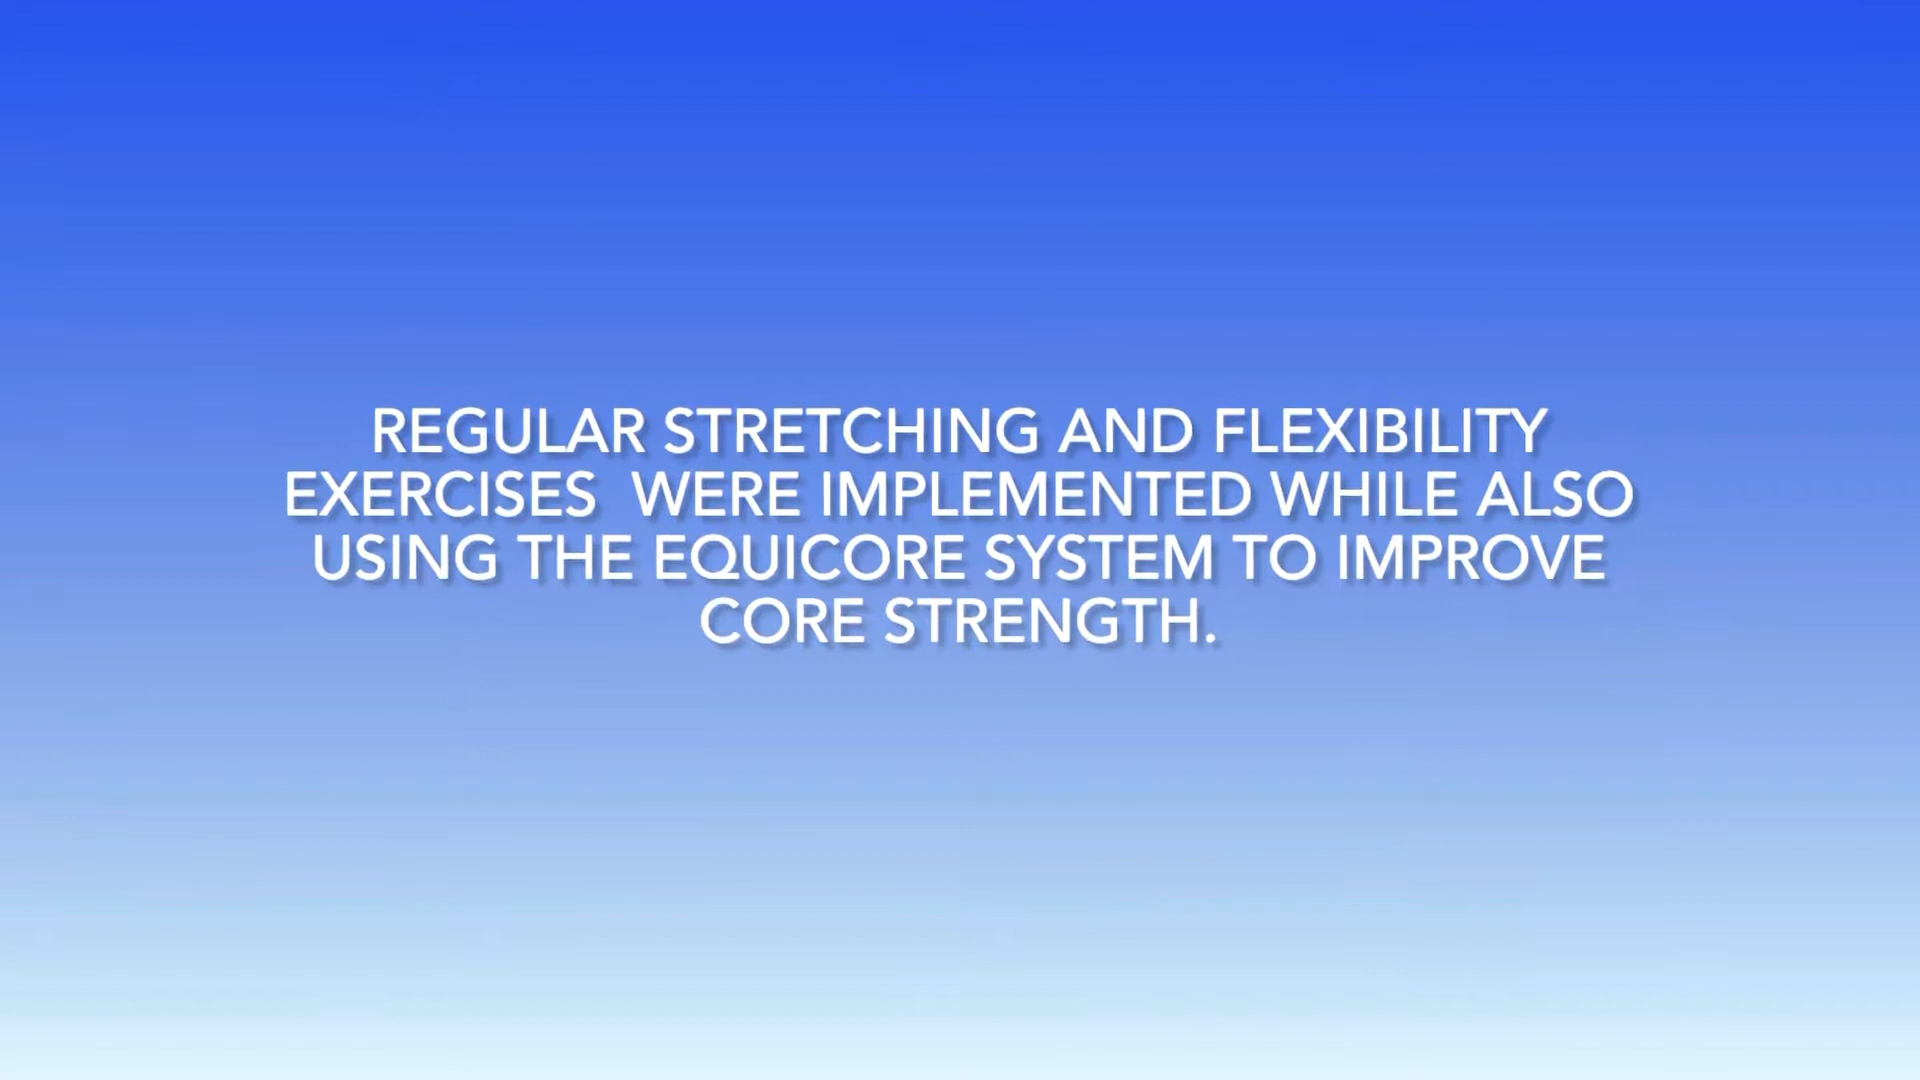 REGULAR STRETCHING AND FLEXIBILITY
EXERCISES  WERE IMPLEMENTED WHILE ALSO
USING THE EQUICORE SYSTEM TO IMPROVE
CORE STRENGTH.